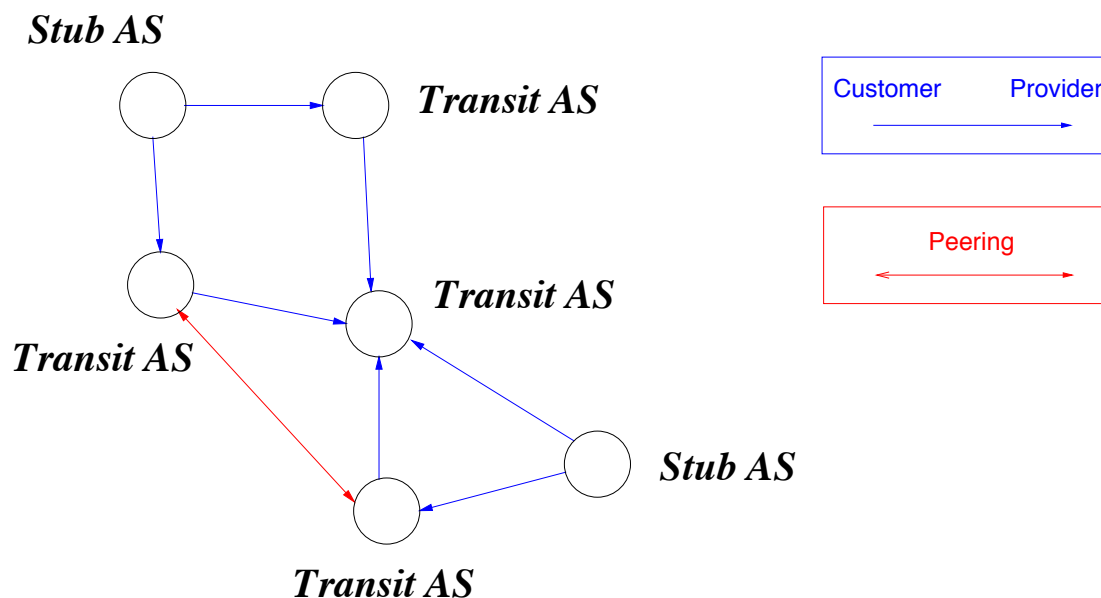 Stub AS
Transit AS
Customer Provider
Peering
Transit AS
Transit AS
Stub AS
Transit AS